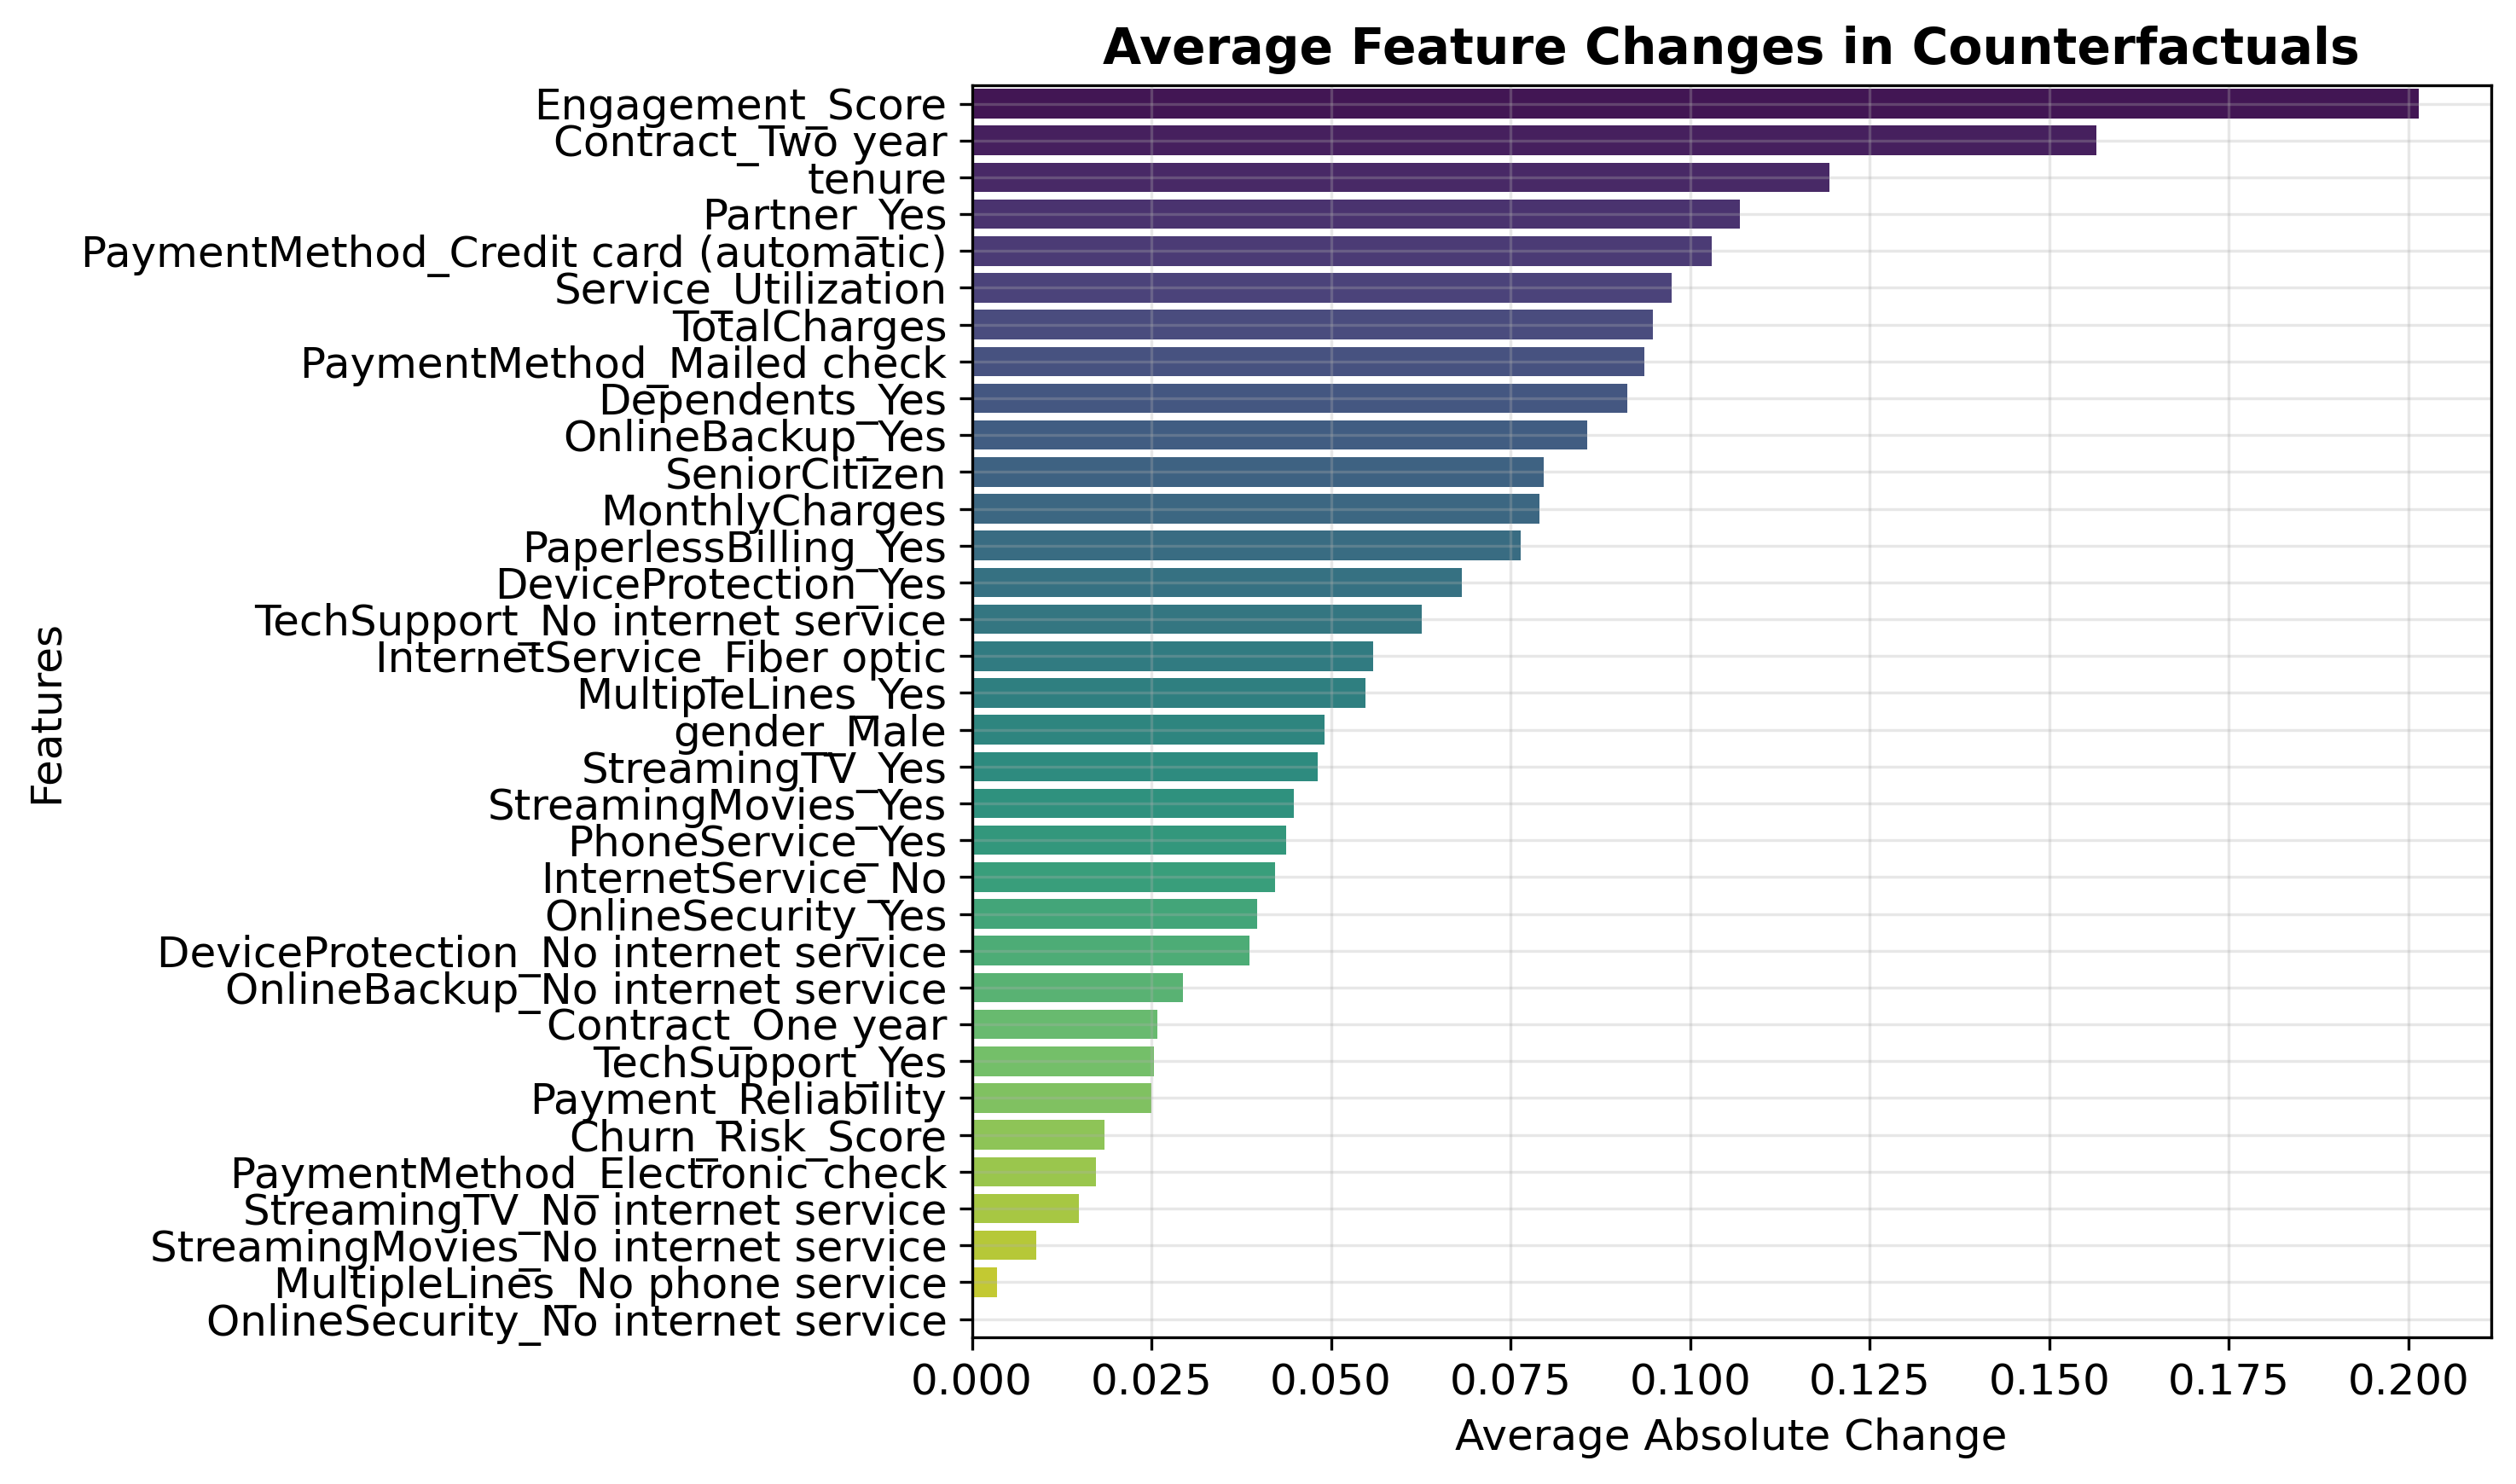 Average Feature Changes in Counterfactuals
Engagement_Score
Contract_Two year
tenure
Partner_Yes
PaymentMethod_Credit card (automatic)
Service_Utilization
TotalCharges
PaymentMethod_Mailed check
Dependents_Yes
OnlineBackup_Yes
SeniorCitizen
MonthlyCharges
PaperlessBilling_Yes
DeviceProtection_Yes
TechSupport_No internet service
InternetService_Fiber optic
MultipleLines_Yes
gender_Male
StreamingTV_Yes
StreamingMovies_Yes
PhoneService_Yes
InternetService_No
OnlineSecurity_Yes
DeviceProtection_No internet service
OnlineBackup_No internet service
Contract_One year
TechSupport_Yes
Payment_Reliability
Churn_Risk_Score
PaymentMethod_Electronic check
StreamingTV_No internet service
StreamingMovies_No internet service
MultipleLines_No phone service
OnlineSecurity_No internet service
Features
0.000 0.025 0.050 0.075 0.100 0.125 0.150 0.175 0.200
Average Absolute Change